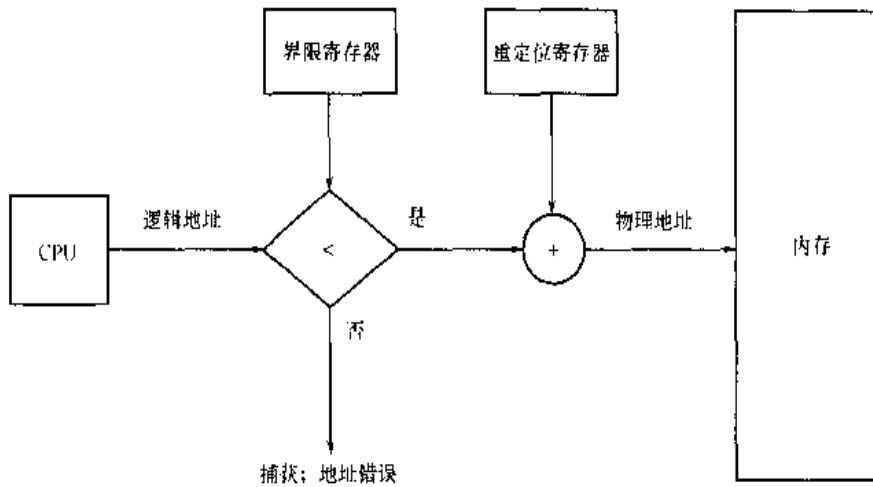 界限寄存器
重定位寄存器
CPU
逻辑地址
<
是
+
物理地址
内存
否
捕获；地址错误